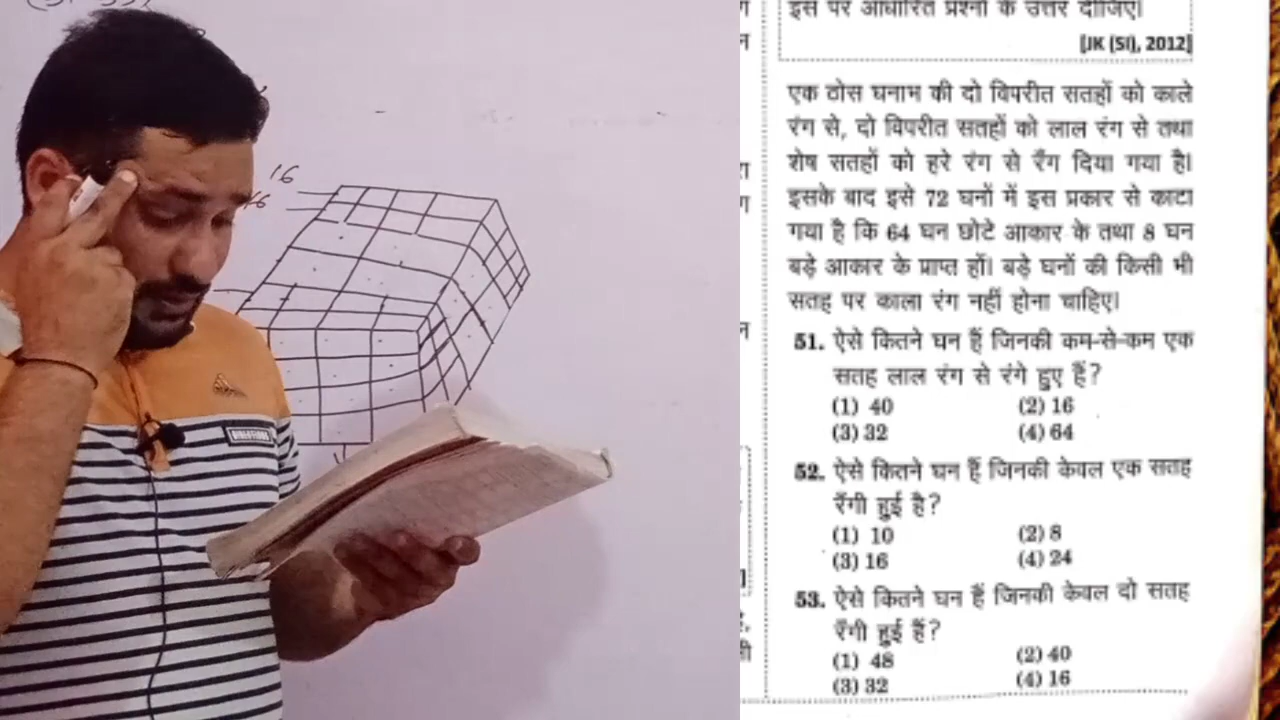 16
16
इस पर आधारित प्रश्नों के उत्तर दीजिए।
[JK (SI), 2012]
एक ठोस घनाभ की दो विपरीत सतहों को काले
रंग से, दो विपरीत सतहों को लाल रंग से तथा
शेष सतहों को हरे रंग से रैंग दिया गया है।
इसके बाद इसे 72 घनों में इस प्रकार से काटा
गया है कि 64 घन छोटे आकार के तथा 8 घन
बड़े आकार के प्राप्त हों। बड़े घनों की किसी भी
सतह पर काला रंग नहीं होना चाहिए।
51. ऐसे कितने घन हैं जिनकी कम-से-कम एक
सतह लाल रंग से रंगे हुए हैं?
(1) 40 (2) 16
(3) 32 (4) 64
52. ऐसे कितने घन हैं जिनकी केवल एक सतह
रँगी हुई है?
(1) 10 (2) 8
(3) 16 (4) 24
53. ऐसे कितने घन हैं जिनकी केवल दो सतह
रँगी हुई हैं?
(1) 48 (2) 40
(3) 32 (4) 16